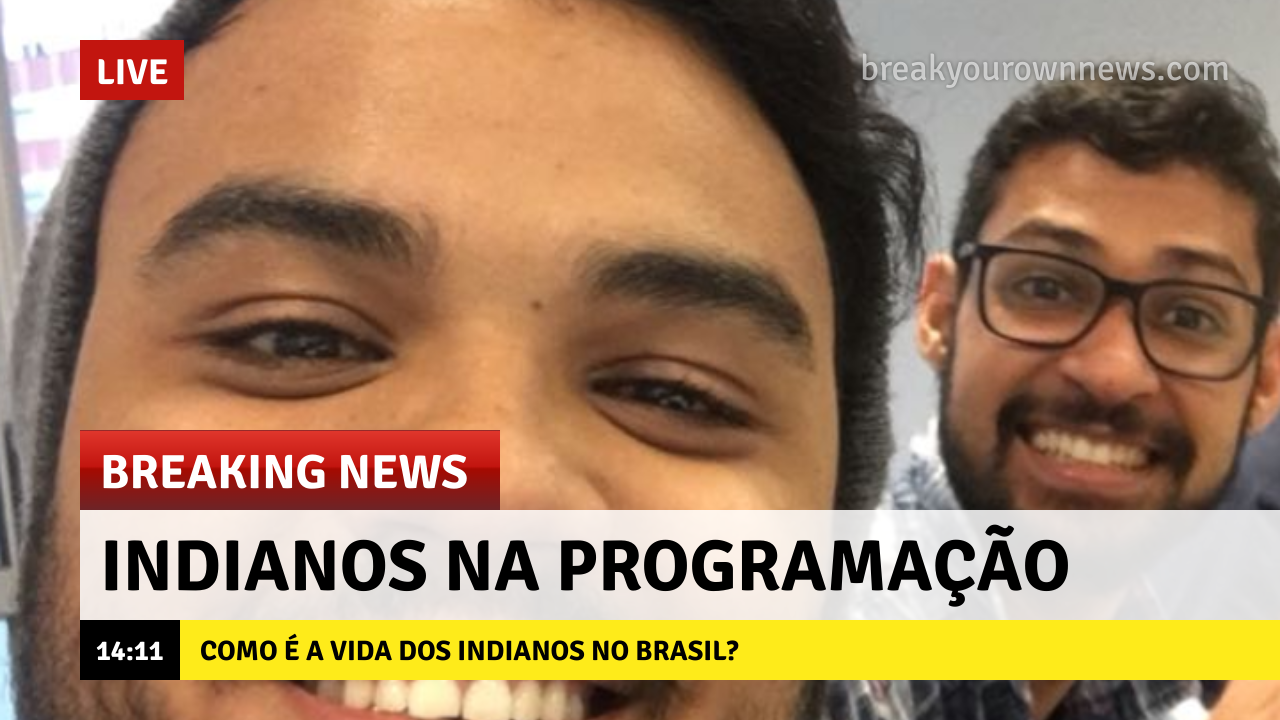 LIVE
breakyourownnews.com
BREAKING NEWS
INDIANOS NA PROGRAMAÇÃO
14:11 COMO É A VIDA DOS INDIANOS NO BRASIL?